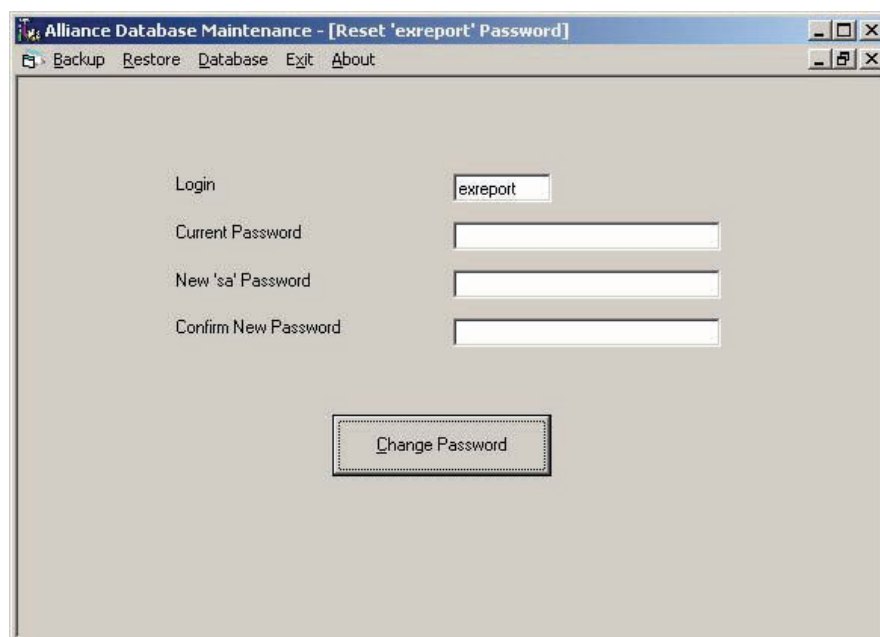 Alliance Database Maintenance - [Reset 'exreport' Password]
Backup Restore Database Exit About
Login exreport
Current Password
New 'sa' Password
Confirm New Password
Change Password